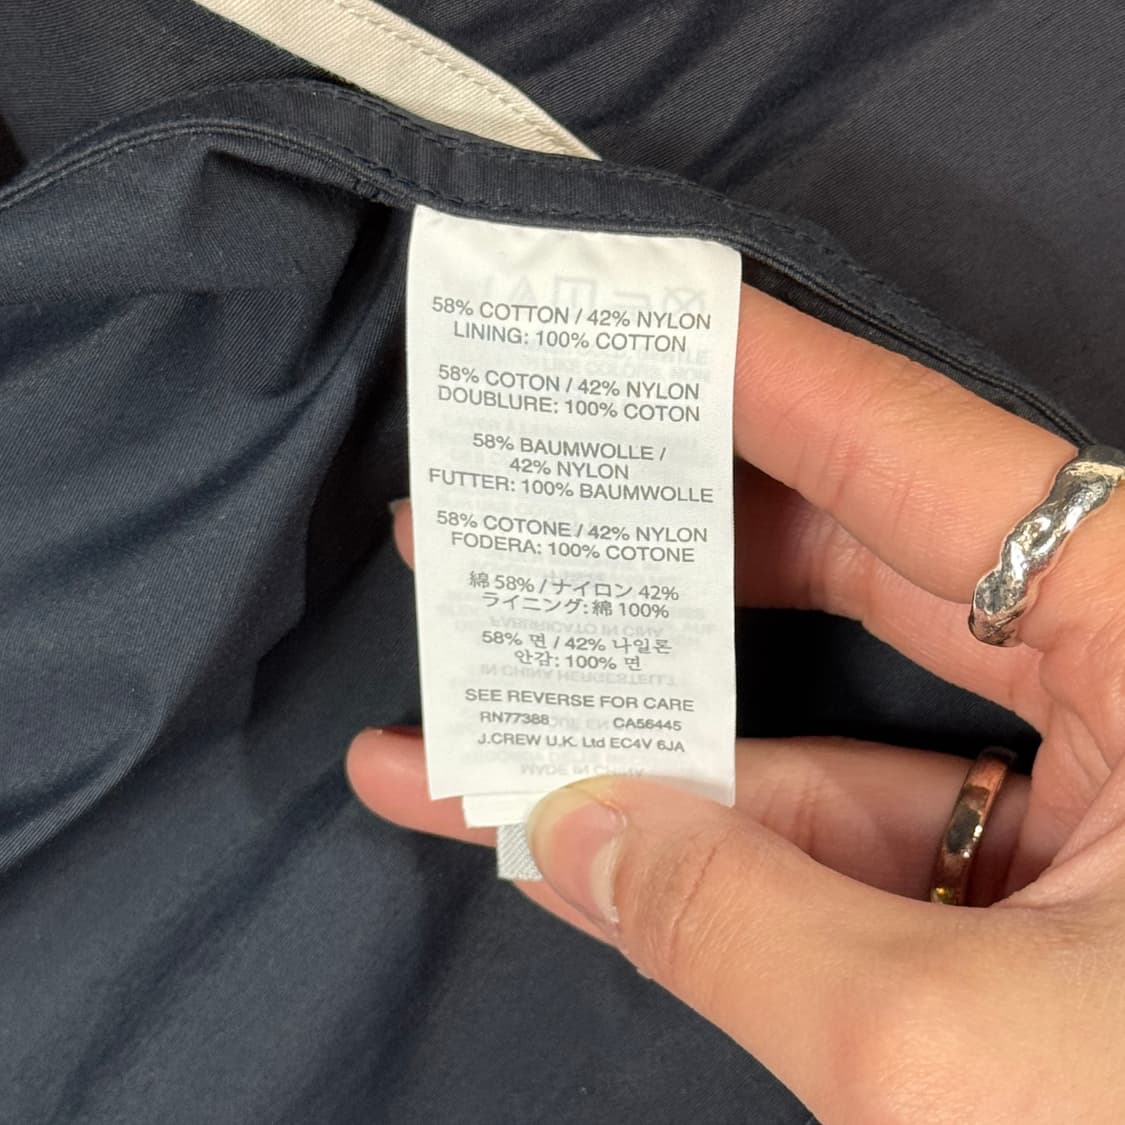 58% COTTON / 42% NYLON
LINING: 100% COTTON
58% COTON / 42% NYLON
DOUBLURE: 100% COTON
58% BAUMWOLLE /
42% NYLON
FUTTER: 100% BAUMWOLLE
58% COTONE / 42% NYLON
FODERA: 100% COTONE
綿 58% / ナイロン 42%
ライニング: 綿 100%
58% 면 / 42% 나일론
안감: 100% 면
SEE REVERSE FOR CARE
RN77388 CA56445
J.CREW U.K. Ltd EC4V 6JA